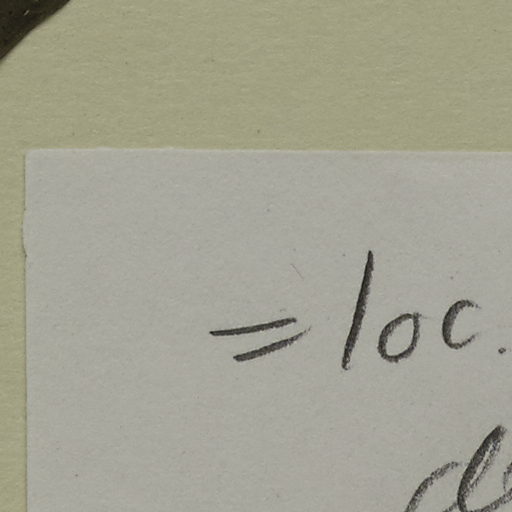 = loc.